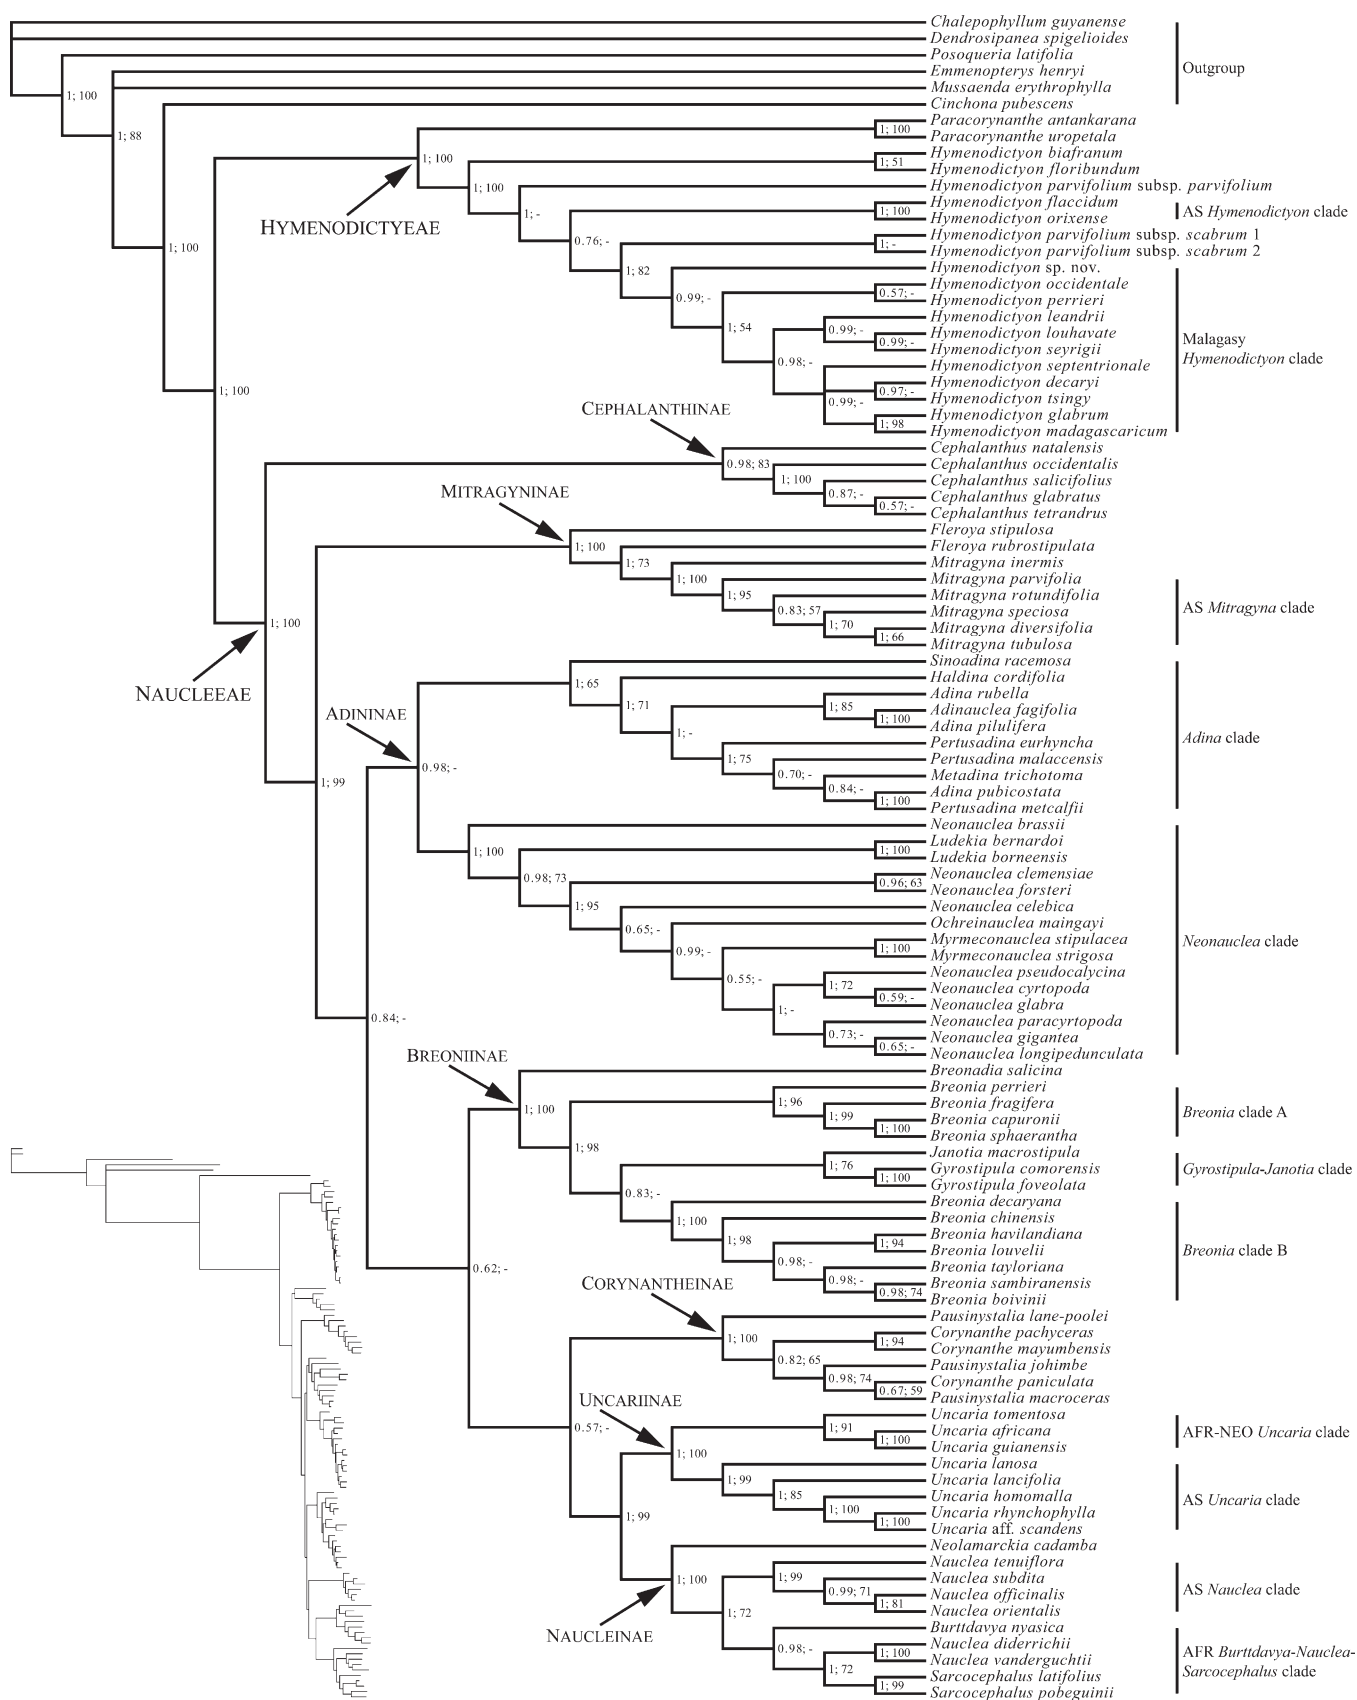 Chalepophyllum guyanense
Dendrosipanea spigelioides
Posoqueria latifolia
Emmenopterys henryi
Outgroup
Mussaenda erythrophylla
1; 100
Cinchona pubescens
Paracorynanthe antankarana
1; 100
1; 88
Paracorynanthe uropetala
Hymenodictyon biafranum
1; 100
1; 51
Hymenodictyon floribundum
1; 100
Hymenodictyon parvifolium subsp. parvifolium
Hymenodictyon flaccidum
1; -
1; 100
AS Hymenodictyon clade
Hymenodictyon orixense
HYMENODICTYEAE
Hymenodictyon parvifolium subsp. scabrum 1
1; 100
0.76; -
1; -
Hymenodictyon parvifolium subsp. scabrum 2
1; 82
Hymenodictyon sp. nov.
Hymenodictyon occidentale
0.99; -
0.57; -
Hymenodictyon perrieri
Hymenodictyon leandrii
1; 54
0.99; -
Hymenodictyon louhavate
0.99; -
Malagasy
Hymenodictyon clade
Hymenodictyon seyrigii
0.98; -
Hymenodictyon septentrionale
Hymenodictyon decaryi
1; 100
0.97; -
Hymenodictyon tsingy
0.99; -
CEPHALANTHINAE
Hymenodictyon glabrum
1; 98
Hymenodictyon madagascaricum
Cephalanthus natalensis
0.98; 83
Cephalanthus occidentalis
1; 100
Cephalanthus salicifolius
MITRAGYNINAE
0.87; -
Cephalanthus glabratus
0.57; -
Cephalanthus tetrandrus
Fleroya stipulosa
1; 100
Fleroya rubrostipulata
1; 73
Mitragyna inermis
1; 100
Mitragyna parvifolia
1; 95
Mitragyna rotundifolia
0.83; 57
AS Mitragyna clade
Mitragyna speciosa
1; 100
1; 70
Mitragyna diversifolia
1; 66
Mitragyna tubulosa
Sinoadina racemosa
NAUCLEEAE
1; 65
Haldina cordifolia
Adina rubella
1; 71
1; 85
Adinauclea fagifolia
ADININAE
1; 100
Adina pilulifera
1; -
Adina clade
Pertusadina eurhyncha
1; 75
Pertusadina malaccensis
0.98; -
0.70; -
Metadina trichotoma
1; 99
0.84; -
Adina pubicostata
1; 100
Pertusadina metcalfii
Neonauclea brassii
Ludekia bernardoi
1; 100
1; 100
Ludekia borneensis
Neonauclea clemensiae
0.98; 73
0.96; 63
Neonauclea forsteri
1; 95
Neonauclea celebica
Ochreinauclea maingayi
0.65; -
Myrmeconauclea stipulacea
Neonauclea clade
1; 100
0.99; -
Myrmeconauclea strigosa
Neonauclea pseudocalycina
0.55; -
1; 72
Neonauclea cyrtopoda
0.59; -
Neonauclea glabra
1; -
0.84; -
Neonauclea paracyrtopoda
0.73; -
Neonauclea gigantea
0.65; -
BREONIINAE
Neonauclea longipedunculata
Breonadia salicina
Breonia perrieri
1; 96
1; 100
Breonia fragifera
Breonia clade A
1; 99
Breonia capuronii
1; 100
Breonia sphaerantha
1; 98
Janotia macrostipula
1; 76
Gyrostipula comorensis
Gyrostipula-Janotia clade
1; 100
Gyrostipula foveolata
0.83; -
Breonia decaryana
1; 100
Breonia chinensis
1; 98
Breonia havilandiana
1; 94
Breonia louvelii
Breonia clade B
0.98; -
0.62; -
Breonia tayloriana
0.98; -
Breonia sambiranensis
CORYNANTHEINAE
0.98; 74
Breonia boivinii
Pausinystalia lane-poolei
1; 100
Corynanthe pachyceras
1; 94
Corynanthe mayumbensis
0.82; 65
Pausinystalia johimbe
0.98; 74
Corynanthe paniculata
0.67; 59
Pausinystalia macroceras
UNCARIINAE
Uncaria tomentosa
0.57; -
1; 91
Uncaria africana
AFR-NEO Uncaria clade
1; 100
Uncaria guianensis
1; 100
Uncaria lanosa
1; 99
Uncaria lancifolia
1; 85
Uncaria homomalla
AS Uncaria clade
1; 100
Uncaria rhynchophylla
1; 99
1; 100
Uncaria aff. scandens
Neolamarckia cadamba
Nauclea tenuiflora
1; 100
1; 99
Nauclea subdita
0.99; 71
AS Nauclea clade
Nauclea officinalis
1; 81
1; 72
Nauclea orientalis
NAUCLEINAE
Burttdavya nyasica
0.98; -
Nauclea diderrichii
1; 100
AFR Burttdavya-Nauclea-
Sarcocephalus clade
Nauclea vanderguchtii
1; 72
Sarcocephalus latifolius
1; 99
Sarcocephalus pobeguinii